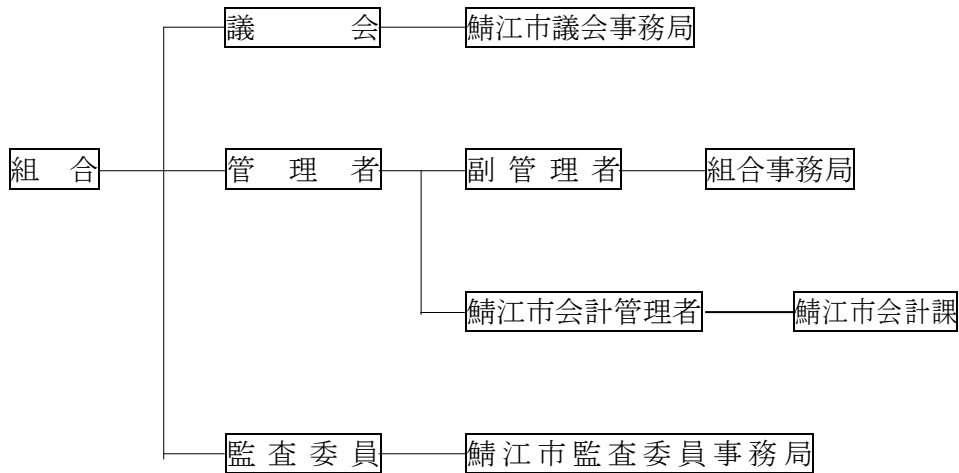 議会 鯖江市議会事務局
組合 管理者 副管理者 組合事務局
鯖江市会計管理者 鯖江市会計課
監査委員 鯖江市監査委員事務局